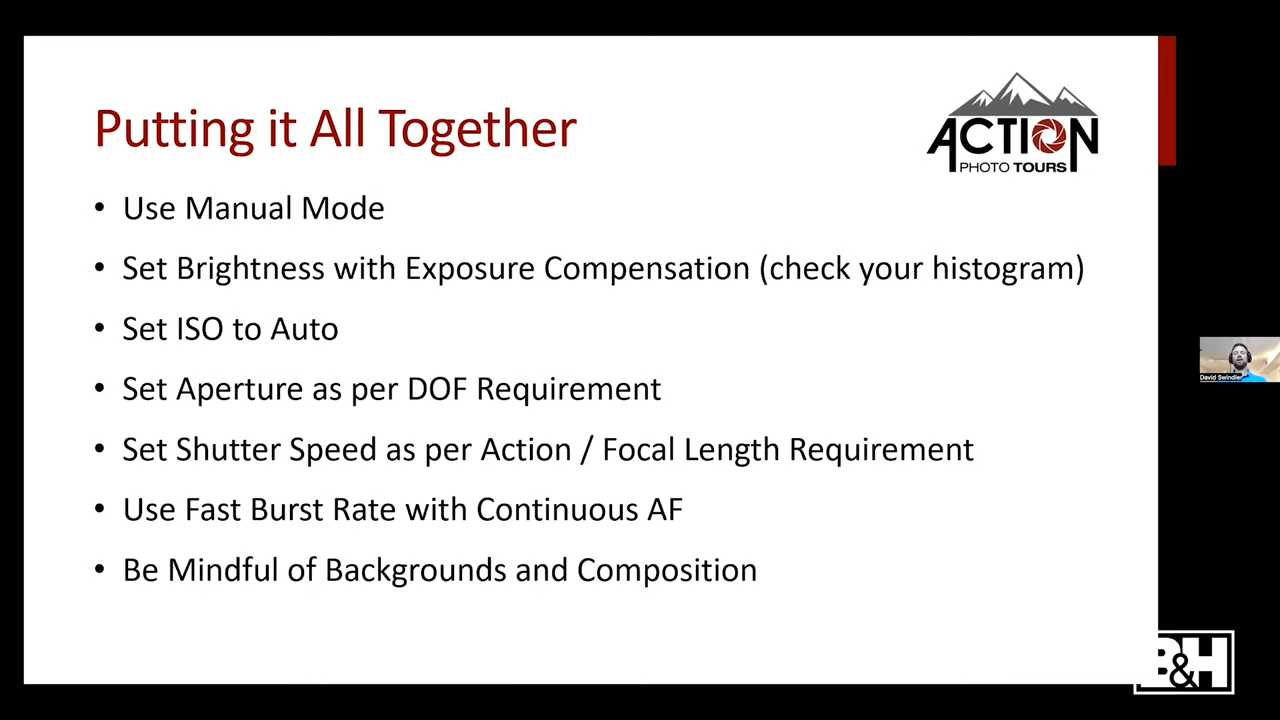 Putting it All Together
ACTION
PHOTO TOURS
• Use Manual Mode
• Set Brightness with Exposure Compensation (check your histogram)
• Set ISO to Auto
• Set Aperture as per DOF Requirement
• Set Shutter Speed as per Action / Focal Length Requirement
• Use Fast Burst Rate with Continuous AF
• Be Mindful of Backgrounds and Composition
David Swindler
B&H